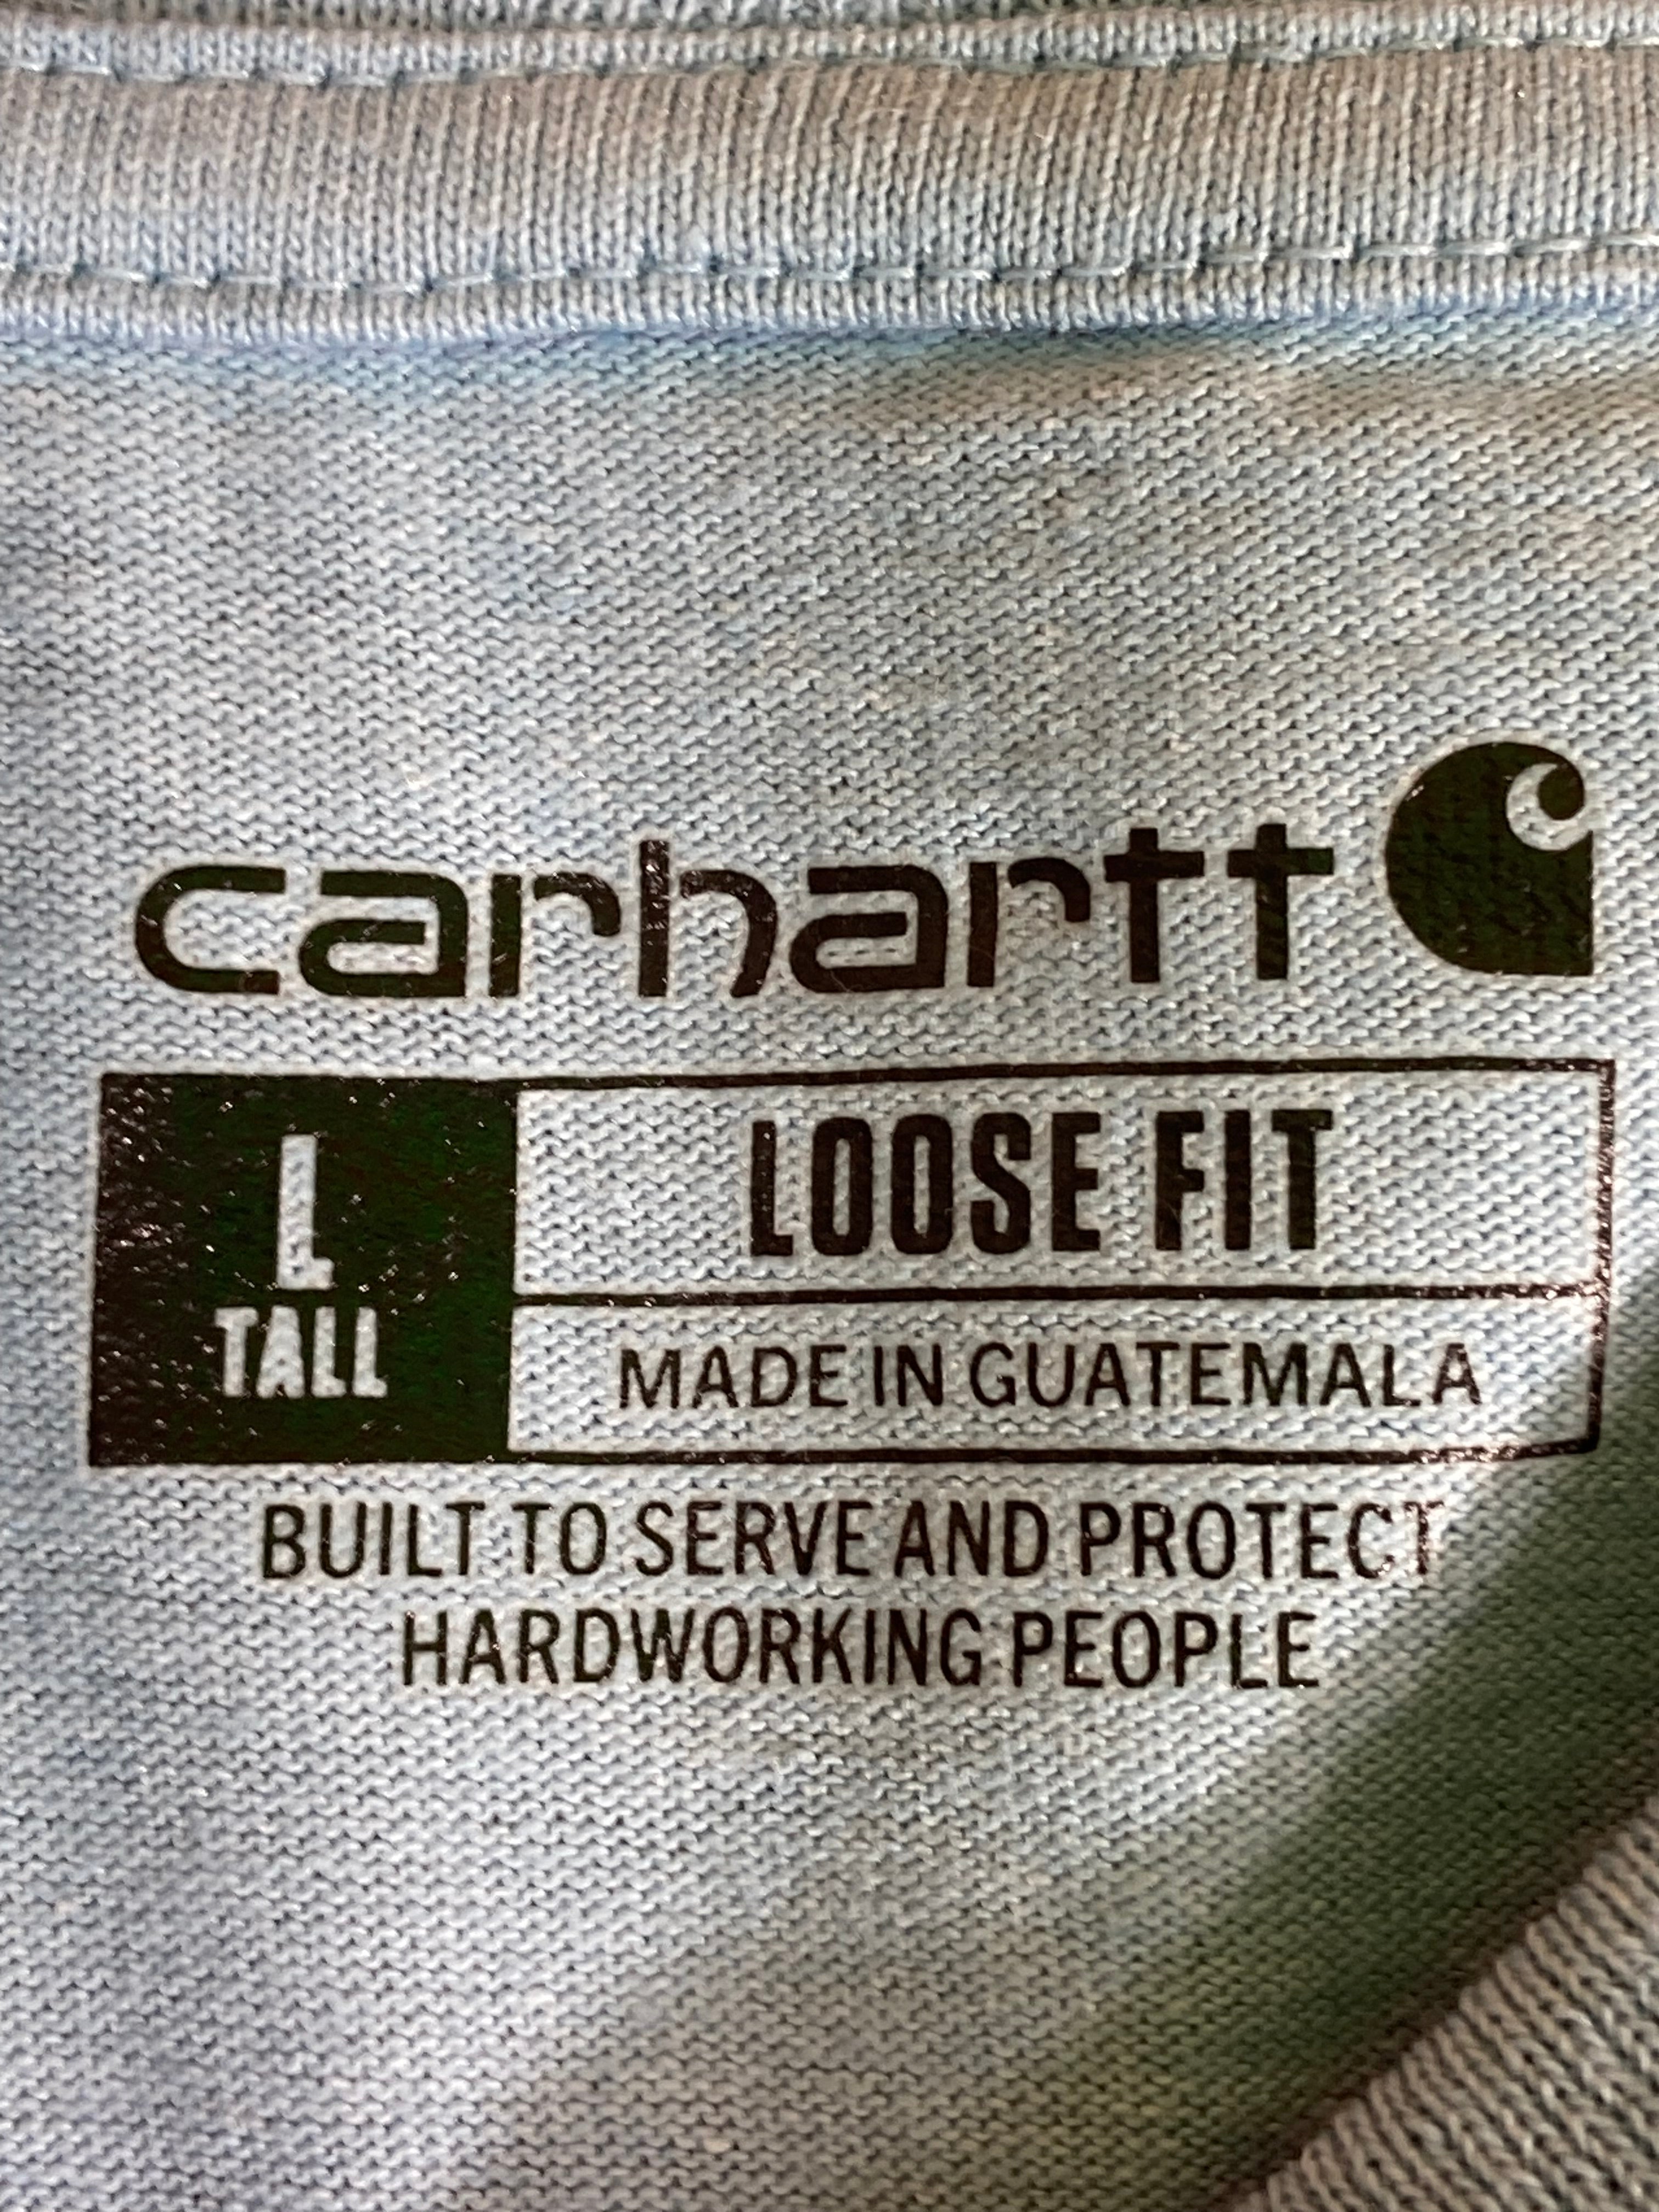 carhartt
L
TALL
LOOSE FIT
MADE IN GUATEMALA
BUILT TO SERVE AND PROTECT
HARDWORKING PEOPLE